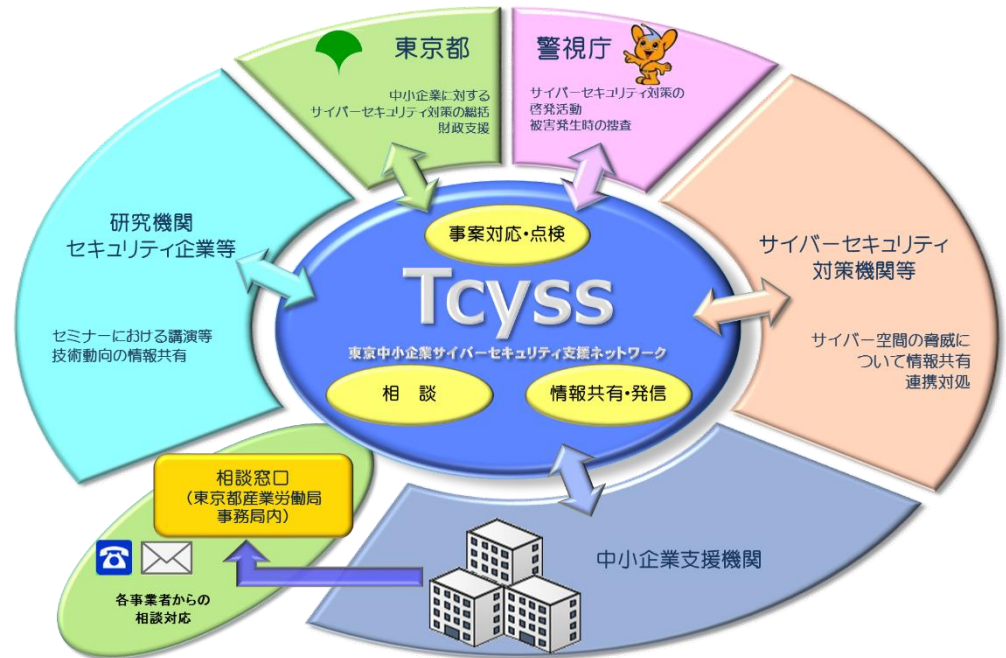 東京都
中小企業に対する
サイバーセキュリティ対策の総括
財政支援
警視庁
サイバーセキュリティ対策の
啓発活動
被害発生時の捜査
研究機関
セキュリティ企業等
セミナーにおける講演等
技術動向の情報共有
事案対応・点検
Tcyss
東京中小企業サイバーセキュリティ支援ネットワーク
相　談
情報共有・発信
サイバーセキュリティ
対策機関等
サイバー空間の脅威に
ついて情報共有
連携対処
相談窓口
（東京都産業労働局
事務局内）
各事業者からの
相談対応
中小企業支援機関